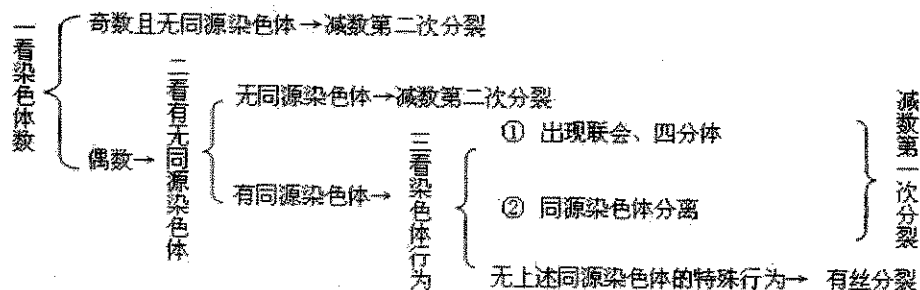 一看染色体数
奇数且无同源染色体→减数第二次分裂
偶数→
二看有无同源染色体
无同源染色体→减数第二次分裂
有同源染色体→
三看染色体行为
① 出现联会、四分体
② 同源染色体分离
减数第一次分裂
无上述同源染色体的特殊行为→ 有丝分裂